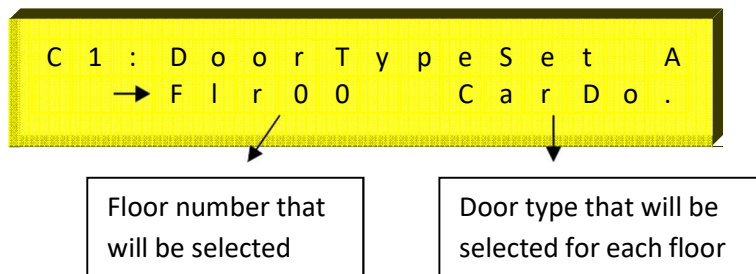 C1:DoorTypeSet A
→Flr00 CarDo.
Floor number that
will be selected
Door type that will be
selected for each floor